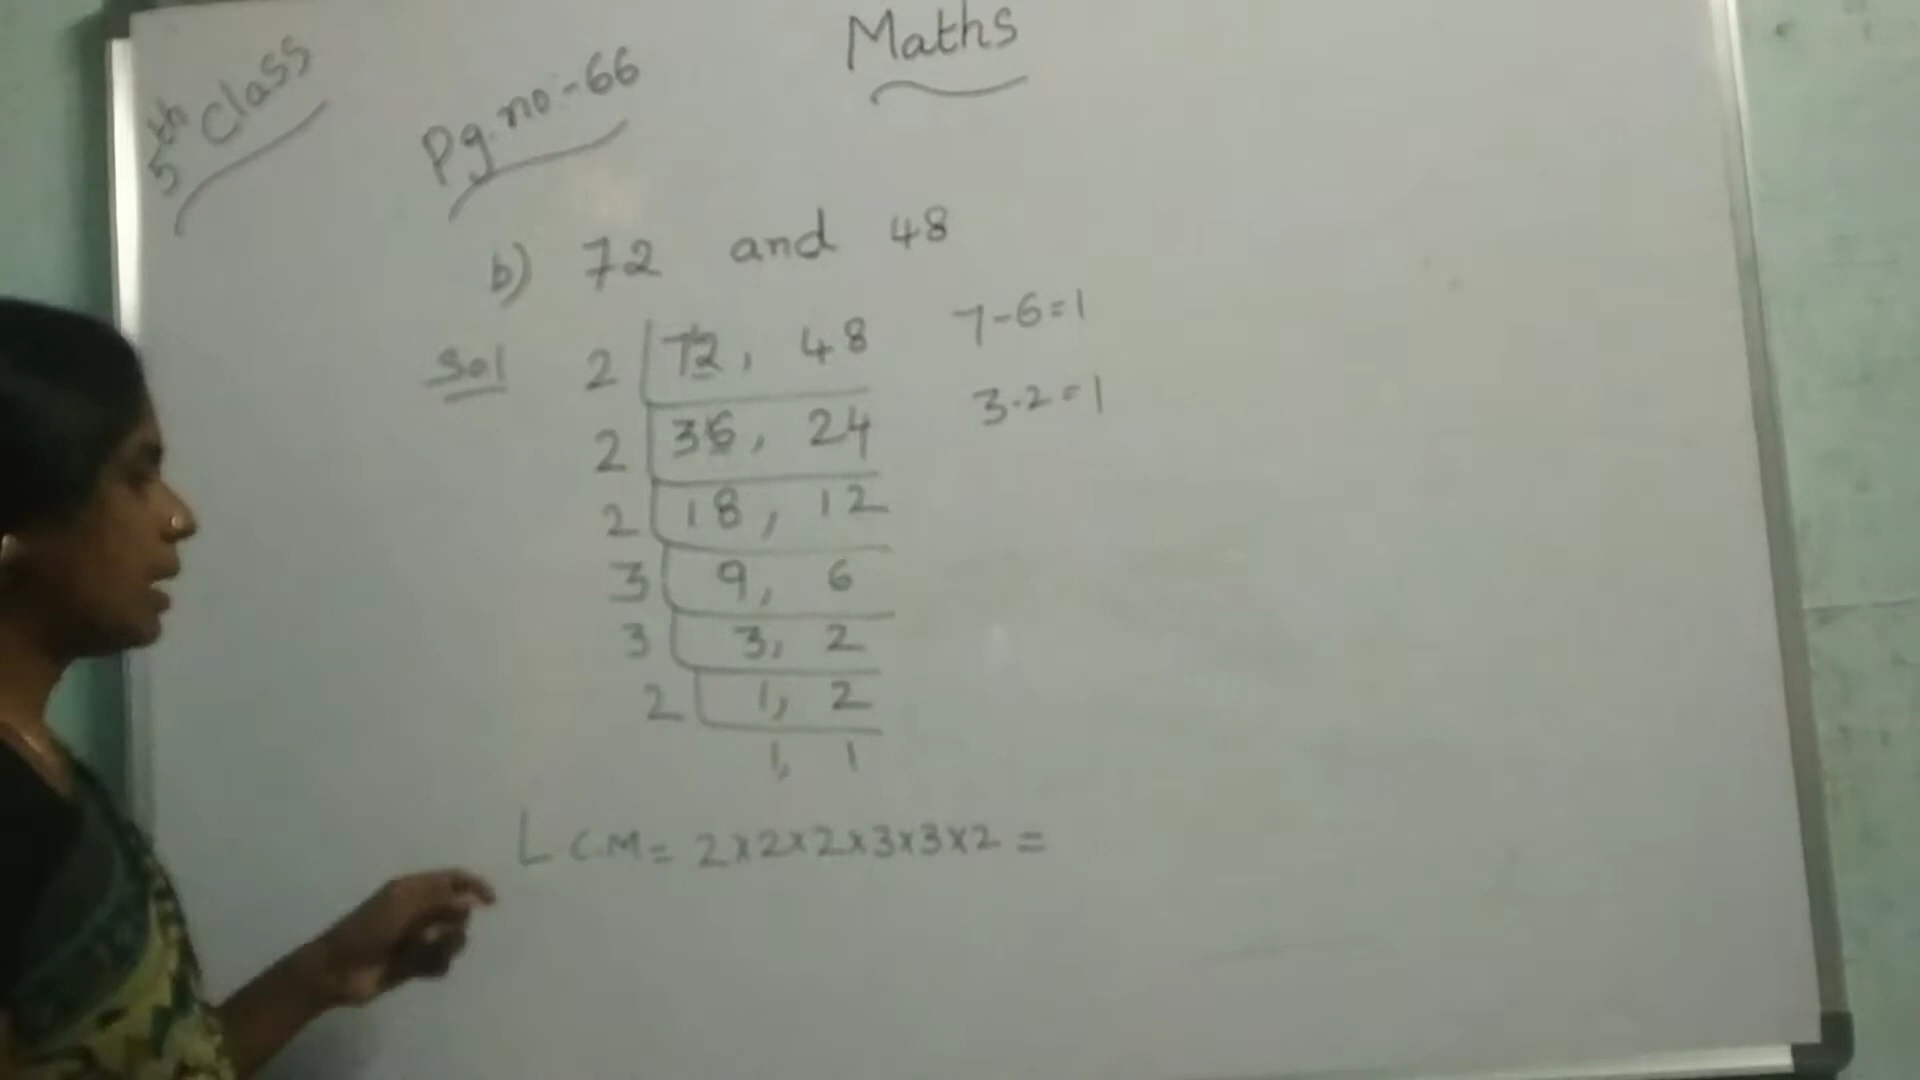 Maths
5th Class
Pg.no-66
b) 72 and 48
Sol 2 | 72, 48 7-6=1
2 | 36, 24 3-2=1
2 | 18, 12
3 | 9, 6
3 | 3, 2
2 | 1, 2
1, 1
LCM= 2x2x2x3x3x2 =